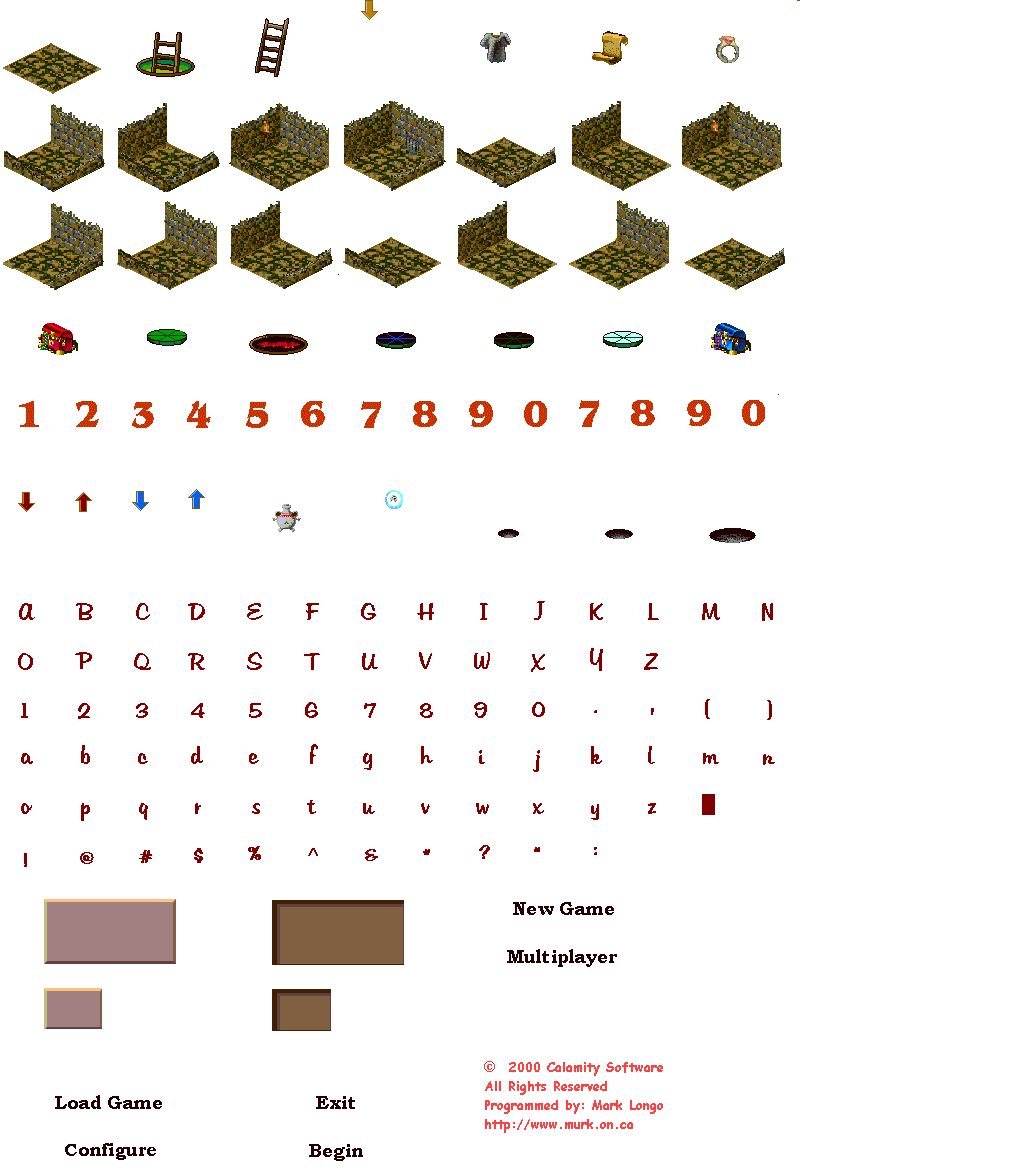 1 2 3 4 5 6 7 8 9 0 7 8 9 0
A B C D E F G H I J K L M N
O P Q R S T U V W X Y Z
1 2 3 4 5 6 7 8 9 0 . ' ( )
a b c d e f g h i j k l m n
o p q r s t u v w x y z
! @ # $ % ^ & * ? " :
New Game
Multiplayer
© 2000 Calamity Software
All Rights Reserved
Programmed by: Mark Longo
http://www.murk.on.ca
Load Game
Exit
Configure
Begin